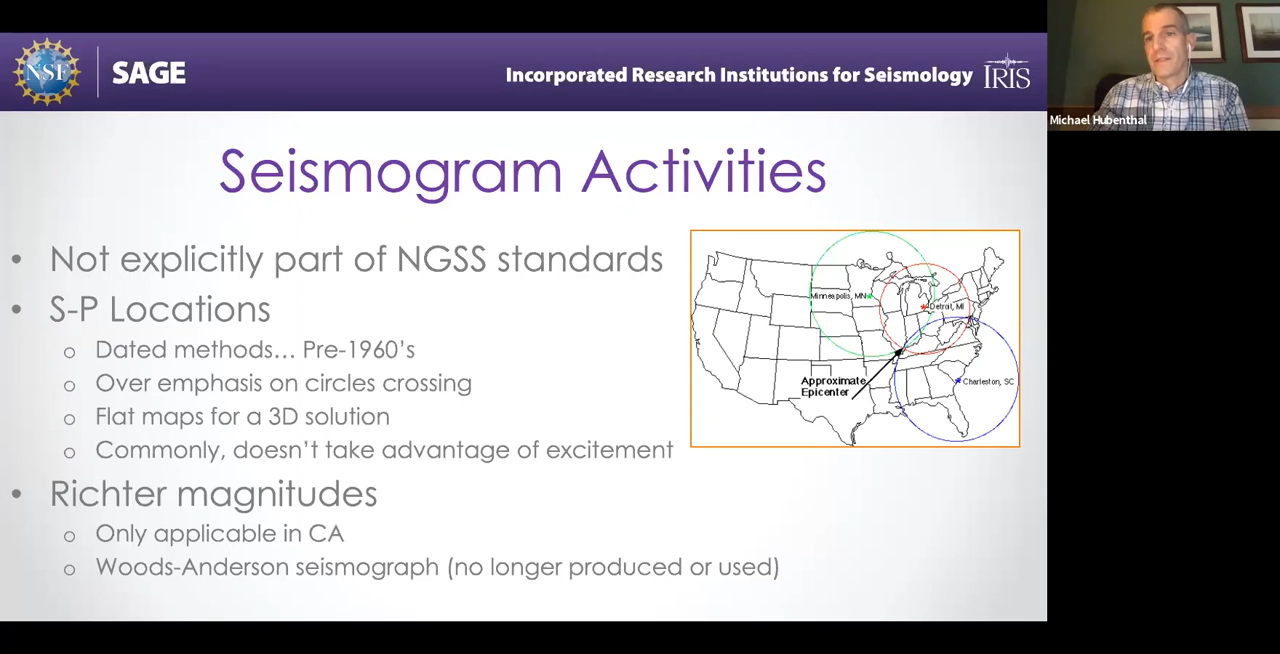 NSF
SAGE
Incorporated Research Institutions for Seismology
IRIS
Michael Hubenthal
Seismogram Activities
• Not explicitly part of NGSS standards
• S-P Locations
o Dated methods... Pre-1960's
o Over emphasis on circles crossing
o Flat maps for a 3D solution
o Commonly, doesn't take advantage of excitement
• Richter magnitudes
o Only applicable in CA
o Woods-Anderson seismograph (no longer produced or used)
Minneapolis, MN
Detroit, MI
Approximate
Epicenter
Charleston, SC